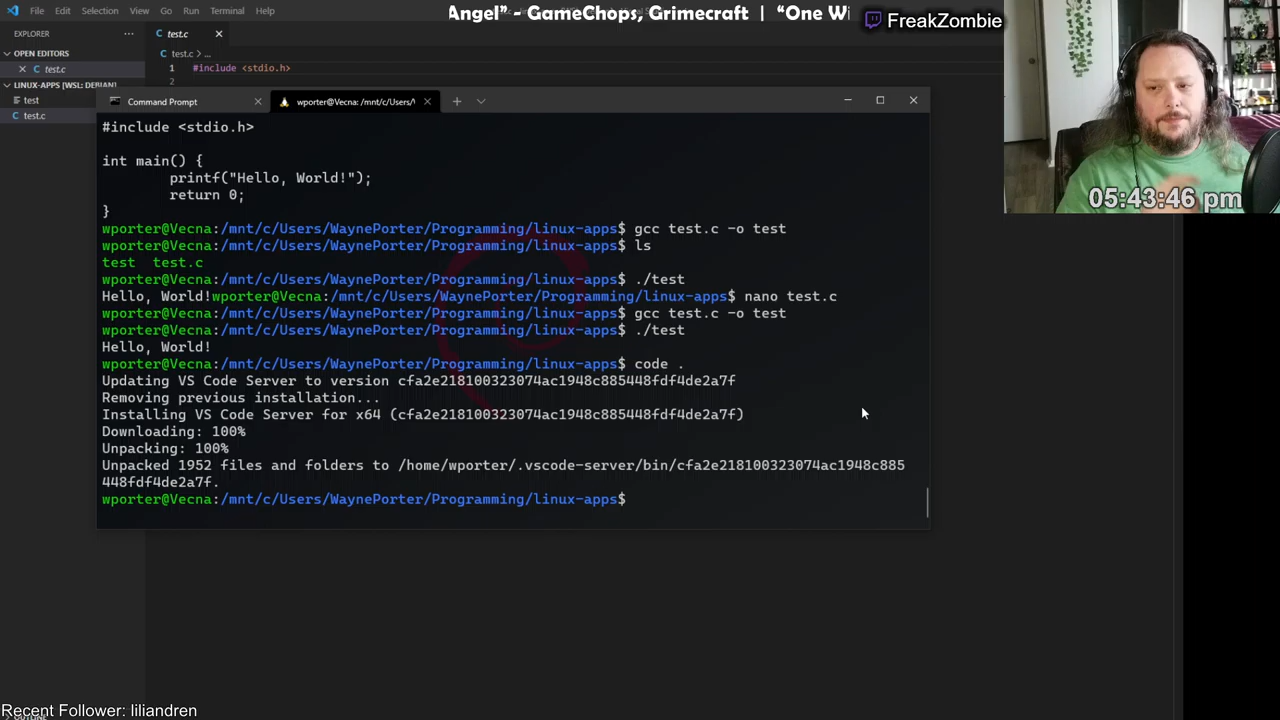 File Edit Selection View Go Run Terminal Help
Angel” - GameChops, Grimecraft | “One Wi
FreakZombie
EXPLORER
test.c
OPEN EDITORS
test.c
test.c > ...
1 #include <stdio.h>
2
LINUX-APPS [WSL: DEBIAN]
test
test.c
Command Prompt
wporter@Vecna: /mnt/c/Users/
#include <stdio.h>
int main() {
printf("Hello, World!");
return 0;
}
wporter@Vecna:/mnt/c/Users/WaynePorter/Programming/linux-apps$ gcc test.c -o test
wporter@Vecna:/mnt/c/Users/WaynePorter/Programming/linux-apps$ ls
test test.c
wporter@Vecna:/mnt/c/Users/WaynePorter/Programming/linux-apps$ ./test
Hello, World!wporter@Vecna:/mnt/c/Users/WaynePorter/Programming/linux-apps$ nano test.c
wporter@Vecna:/mnt/c/Users/WaynePorter/Programming/linux-apps$ gcc test.c -o test
wporter@Vecna:/mnt/c/Users/WaynePorter/Programming/linux-apps$ ./test
Hello, World!
wporter@Vecna:/mnt/c/Users/WaynePorter/Programming/linux-apps$ code .
Updating VS Code Server to version cfa2e218100323074ac1948c885448fdf4de2a7f
Removing previous installation...
Installing VS Code Server for x64 (cfa2e218100323074ac1948c885448fdf4de2a7f)
Downloading: 100%
Unpacking: 100%
Unpacked 1952 files and folders to /home/wporter/.vscode-server/bin/cfa2e218100323074ac1948c885
448fdf4de2a7f.
wporter@Vecna:/mnt/c/Users/WaynePorter/Programming/linux-apps$
05:43:46 pm
Recent Follower: liliandren